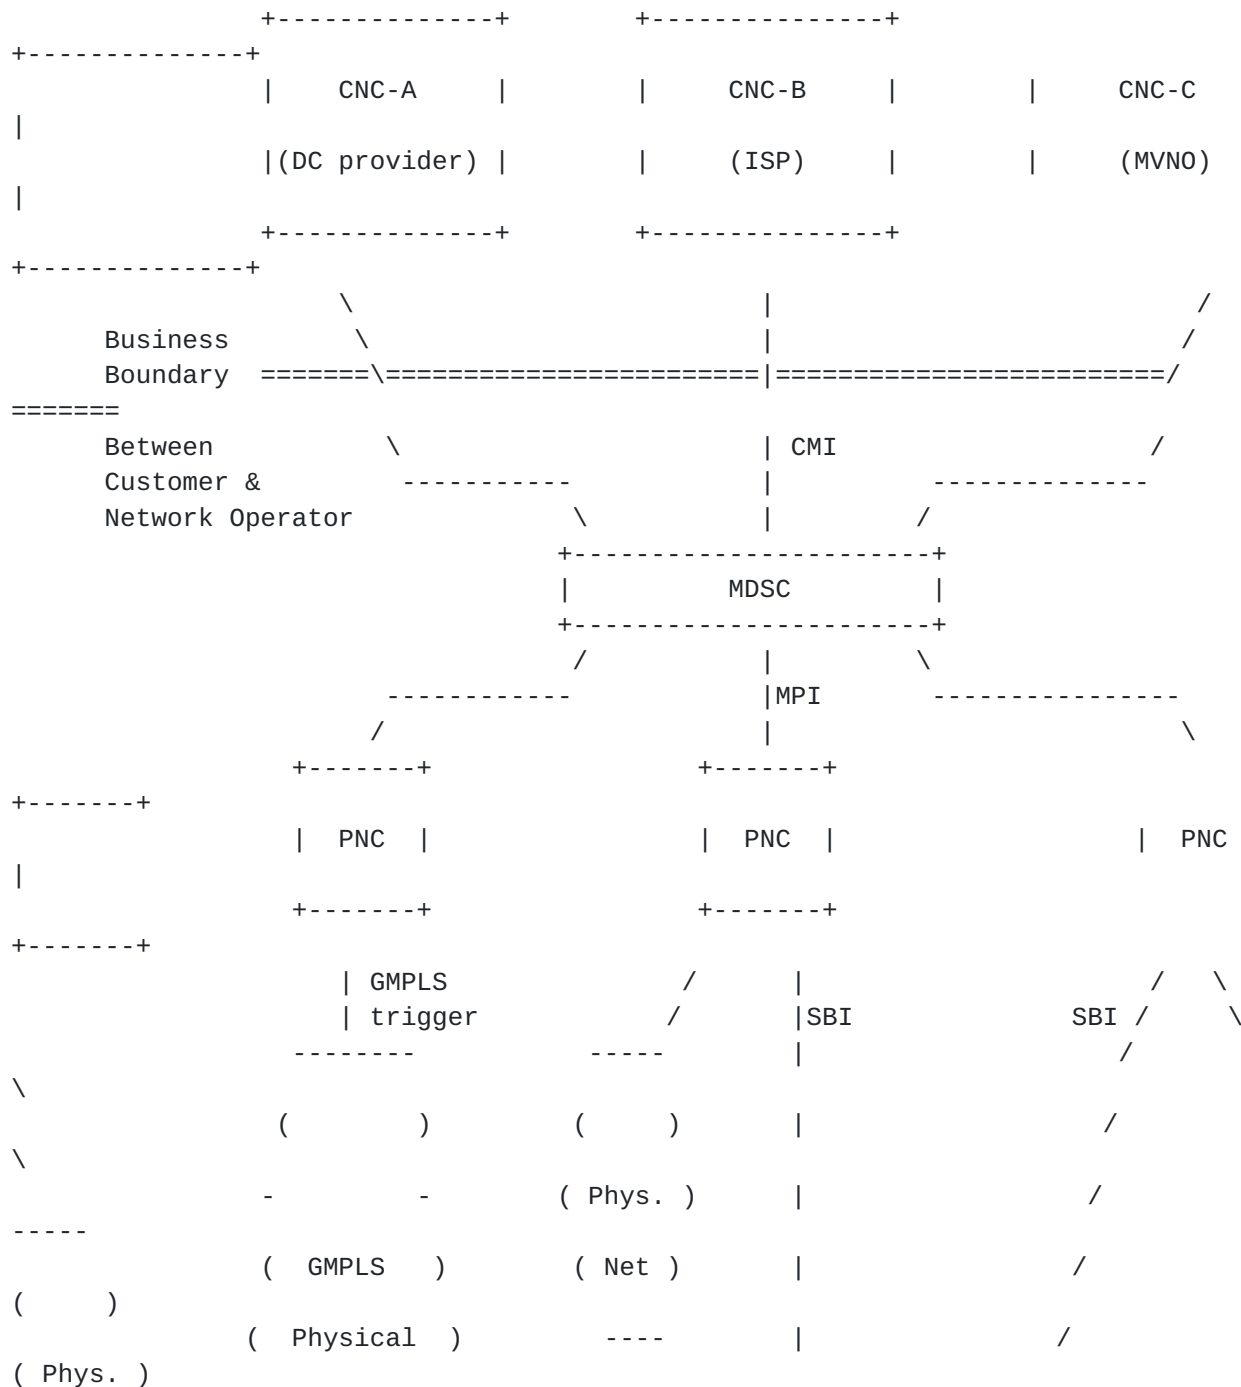 +--------------+        +---------------+
+--------------+
                |    CNC-A     |        |     CNC-B     |        |     CNC-C
|
                |(DC provider) |        |     (ISP)     |        |     (MVNO)
|
                +--------------+        +---------------+
+--------------+
                     \                          |                           /
      Business        \                         |                          /
      Boundary  =======\========================|=========================/
=======
      Between           \                       | CMI                    /
      Customer &         -----------            |          --------------
      Network Operator              \           |         /
                                   +-----------------------+
                                   |          MDSC         |
                                   +-----------------------+
                                    /           |         \
                        ------------            |MPI       ----------------
                       /                        |                          \
                  +-------+                 +-------+
+-------+
                  |  PNC  |                 |  PNC  |                   |  PNC
|
                  +-------+                 +-------+
+-------+
                     | GMPLS               /      |                      /   \
                     | trigger            /       |SBI              SBI /     \
                  --------           -----        |                    /
\
                 (        )         (     )       |                   /
\
                -         -        ( Phys. )      |                  /
-----
                (  GMPLS   )        ( Net )       |                 /
(     )
               (  Physical  )         ----        |                /
( Phys. )